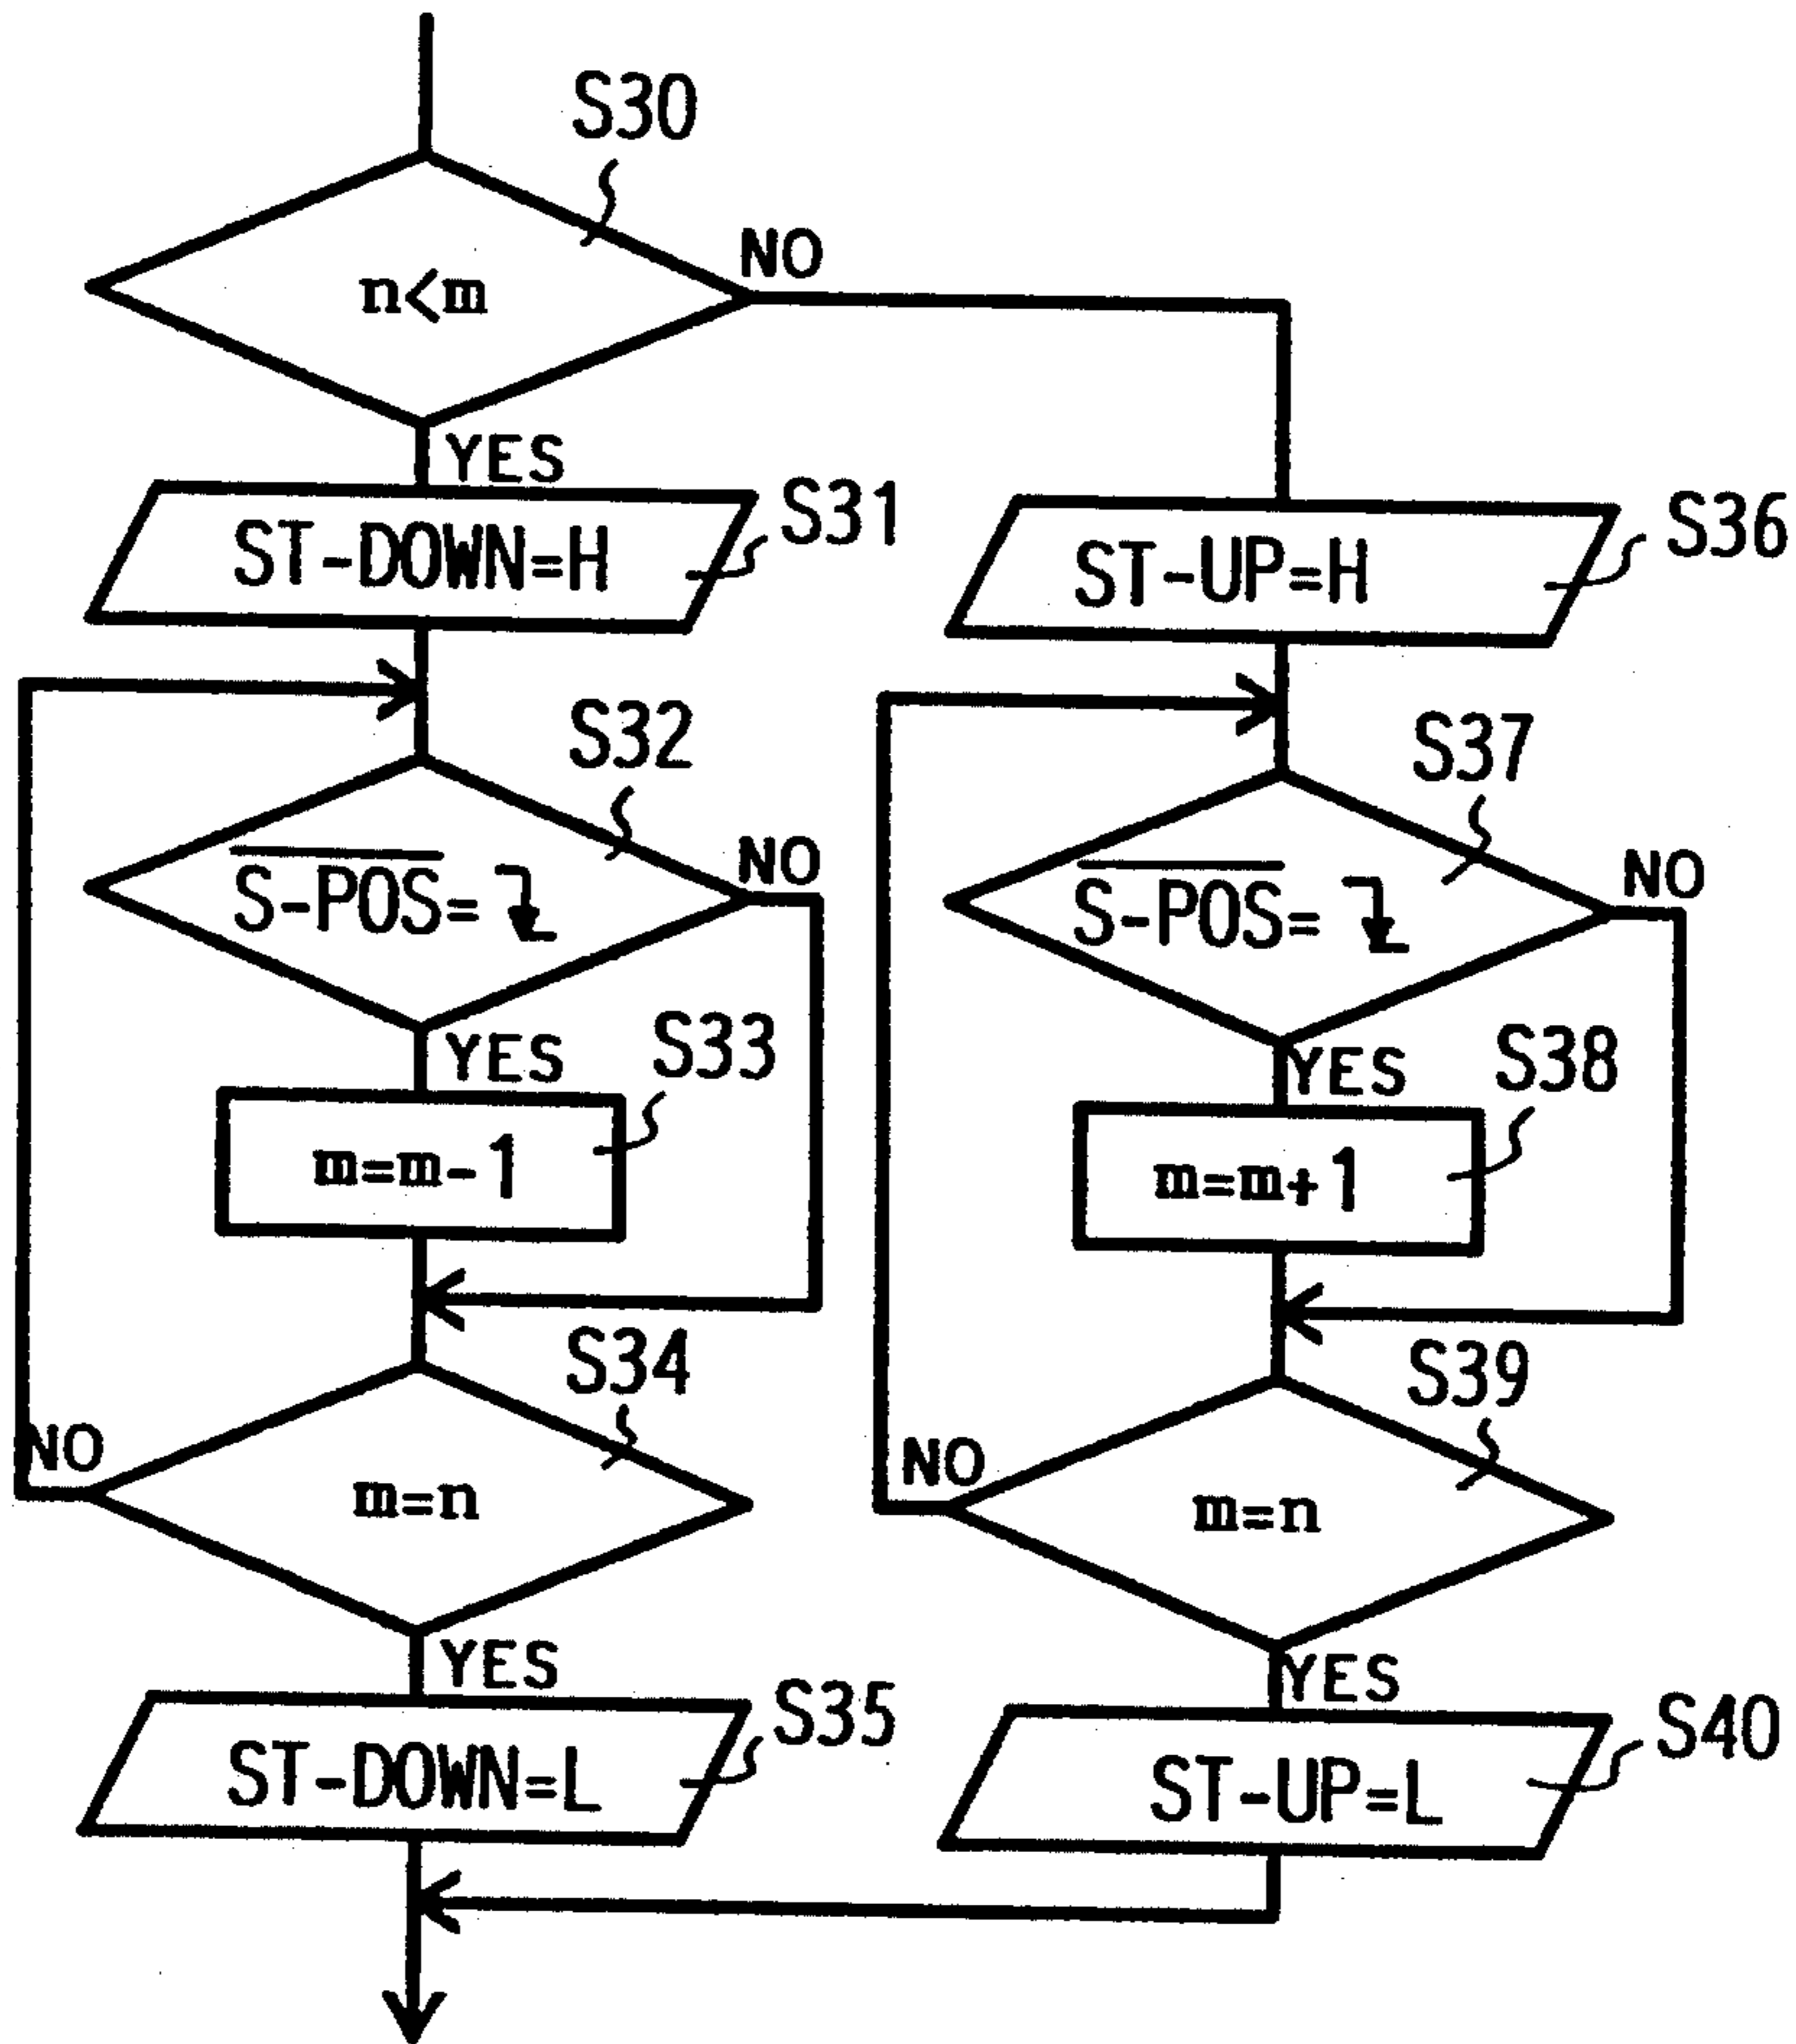 S30
n<m
NO
YES
ST-DOWN=H
S31
ST-UP=H
S36
S32
S-POS=
NO
S37
S-POS=
NO
YES
S33
m=m-1
YES
S38
m=m+1
S34
NO
m=n
S39
NO
m=n
YES
ST-DOWN=L
S35
YES
ST-UP=L
S40